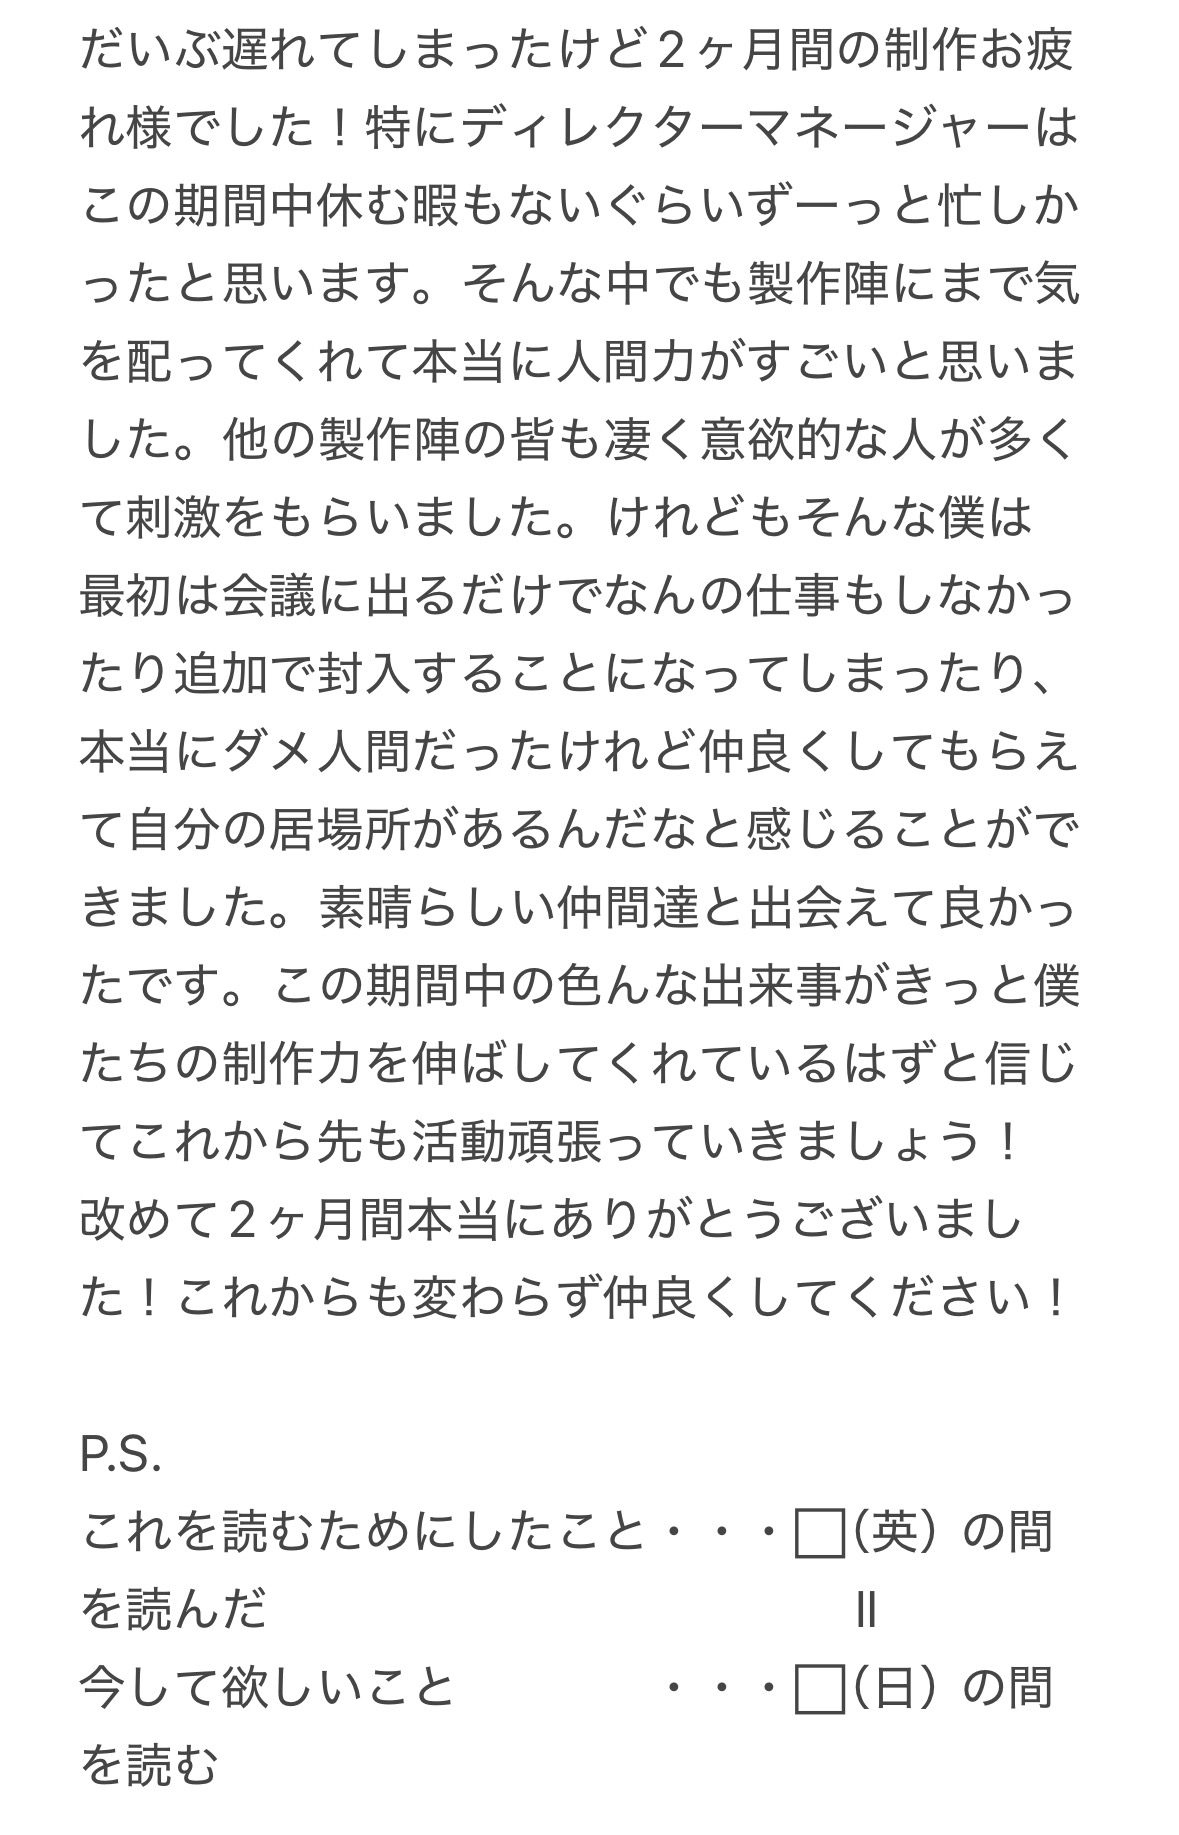 だいぶ遅れてしまったけど２ヶ月間の制作お疲
れ様でした！特にディレクターマネージャーは
この期間中休む暇もないぐらいずーっと忙しか
ったと思います。そんな中でも製作陣にまで気
を配ってくれて本当に人間力がすごいと思いま
した。他の製作陣の皆も凄く意欲的な人が多く
て刺激をもらいました。けれどもそんな僕は
最初は会議に出るだけでなんの仕事もしなかっ
たり追加で封入することになってしまったり、
本当にダメ人間だったけれど仲良くしてもらえ
て自分の居場所があるんだなと感じることがで
きました。素晴らしい仲間達と出会えて良かっ
たです。この期間中の色んな出来事がきっと僕
たちの制作力を伸ばしてくれているはずと信じ
てこれから先も活動頑張っていきましょう！
改めて２ヶ月間本当にありがとうございまし
た！これからも変わらず仲良くしてください！
P.S.
これを読むためにしたこと・・・□（英）の間
を読んだ　　　　　　　　　　　　 ||
今して欲しいこと　　　　 ・・・□（日）の間
を読む